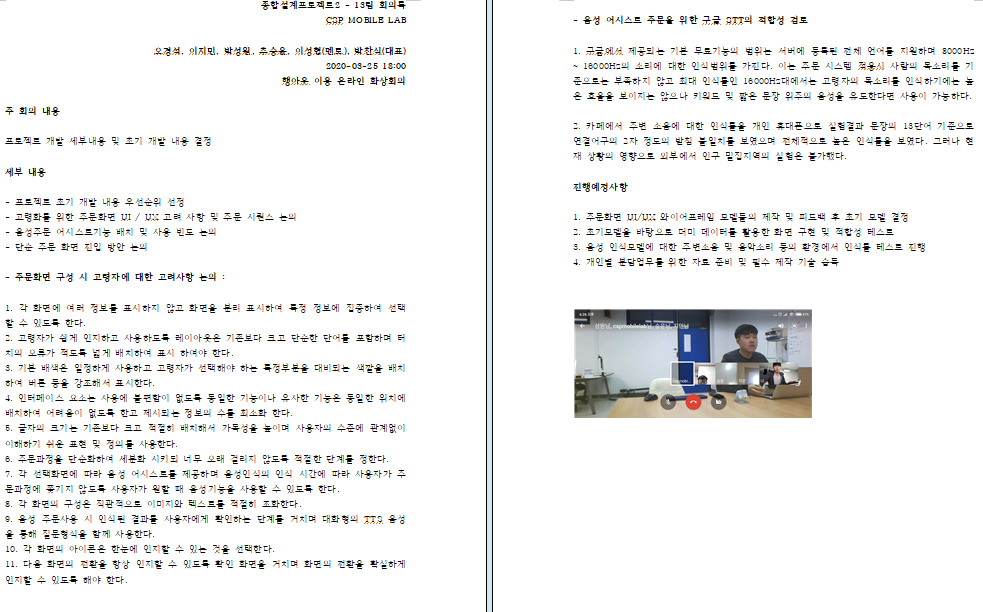 종합설계프로젝트2 - 13팀 회의록
CSP MOBILE LAB
유경석, 이지민, 박성원, 추승율, 이성협(멘토), 박찬식(대표)
2020-03-25 18:00
행아웃 이용 온라인 화상회의
주 회의 내용
프로젝트 개발 세부내용 및 초기 개발 내용 결정
세부 내용
- 프로젝트 초기 개발 내용 우선순위 선정
- 고령화를 위한 주문화면 UI / UX 고려 사항 및 주문 시퀀스 논의
- 음성주문 어시스트기능 배치 및 사용 빈도 논의
- 단순 주문 화면 진입 방안 논의
- 주문화면 구성 시 고령자에 대한 고려사항 논의 :
1. 각 화면에 여러 정보를 표시하지 않고 화면을 분리 표시하여 특정 정보에 집중하여 선택
할 수 있도록 한다.
2. 고령자가 쉽게 인지하고 사용하도록 레이아웃은 기존보다 크고 단순한 단어를 포함하며 터
치의 오류가 적도록 넓게 배치하여 표시 하여야 한다.
3. 기본 배색은 일정하게 사용하고 고령자가 선택해야 하는 특정부분을 대비되는 색깔을 배치
하여 버튼 등을 강조해서 표시한다.
4. 인터페이스 요소는 사용에 불편함이 없도록 동일한 기능이나 유사한 기능은 동일한 위치에
배치하여 어려움이 없도록 한고 제시되는 정보의 수를 최소화 한다.
5. 글자의 크기는 기존보다 크고 적절히 배치해서 가독성을 높이며 사용자의 수준에 관계없이
이해하기 쉬운 표현 및 정의를 사용한다.
6. 주문과정을 단순화하여 세분화 시키되 너무 오래 걸리지 않도록 적절한 단계를 정한다.
7. 각 선택화면에 따라 음성 어시스트를 제공하며 음성인식의 인식 시간에 따라 사용자가 주
문과정에 쫓기지 않도록 사용자가 원할 때 음성기능을 사용할 수 있도록 한다.
8. 각 화면의 구성은 직관적으로 이미지와 텍스트를 적절히 조화한다.
9. 음성 주문사용 시 인식된 결과를 사용자에게 확인하는 단계를 거치며 대화형의 TTS 음성
을 통해 질문형식을 함께 사용한다.
10. 각 화면의 아이콘은 한눈에 인지할 수 있는 것을 선택한다.
11. 다음 화면의 전환을 항상 인지할 수 있도록 확인 화면을 거치며 화면의 전환을 확실하게
인지할 수 있도록 해야 한다.
- 음성 어시스트 주문을 위한 구글 STT의 적합성 검토
1. 구글에서 제공되는 기본 무료기능의 범위는 서버에 등록된 전체 언어를 지원하며 8000Hz
~ 16000Hz의 소리에 대한 인식범위를 가진다. 이는 주문 시스템 적용시 사람의 목소리를 기
준으로는 부족하지 않고 최대 인식률인 16000Hz대에서는 고령자의 목소리를 인식하기에는 높
은 효율을 보이지는 않으나 키워드 및 짧은 문장 위주의 음성을 유도한다면 사용이 가능하다.
2. 카페에서 주변 소음에 대한 인식률을 개인 휴대폰으로 실험결과 문장의 13단어 기준으로
연결어구의 2자 정도의 받침 불일치를 보였으며 전체적으로 높은 인식률을 보였다. 그러나 현
재 상황의 영향으로 외부에서 인구 밀집지역의 실험은 불가했다.
진행예정사항
1. 주문화면 UI/UX 와이어프레임 모델들의 제작 및 피드백 후 초기 모델 결정
2. 초기모델을 바탕으로 더미 데이터를 활용한 화면 구현 및 적합성 테스트
3. 음성 인식모델에 대한 주변소음 및 음악소리 등의 환경에서 인식률 테스트 진행
4. 개인별 분담업무를 위한 자료 준비 및 필수 제작 기술 습득